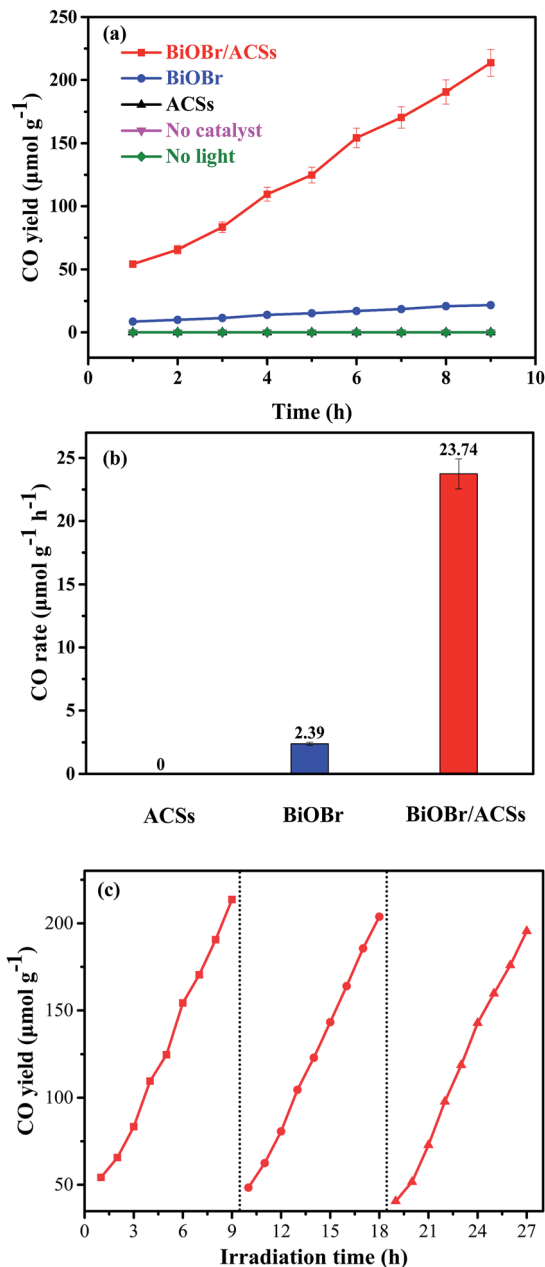 (a)
BiOBr/ACSs
BiOBr
ACSs
No catalyst
No light
CO yield (μmol g⁻¹)
250
200
150
100
50
0
0 2 4 6 8 10
Time (h)
(b)
CO rate (μmol g⁻¹ h⁻¹)
25
20
15
10
5
0
0
2.39
23.74
ACSs BiOBr BiOBr/ACSs
(c)
CO yield (μmol g⁻¹)
200
150
100
50
0 3 6 9 12 15 18 21 24 27
Irradiation time (h)